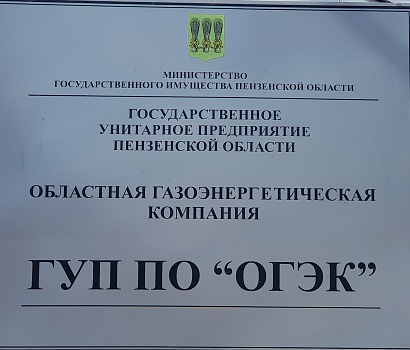 МИНИСТЕРСТВО
ГОСУДАРСТВЕННОГО ИМУЩЕСТВА ПЕНЗЕНСКОЙ ОБЛАСТИ
ГОСУДАРСТВЕННОЕ
УНИТАРНОЕ ПРЕДПРИЯТИЕ
ПЕНЗЕНСКОЙ ОБЛАСТИ
ОБЛАСТНАЯ ГАЗОЭНЕРГЕТИЧЕСКАЯ
КОМПАНИЯ
ГУП ПО “ОГЭК”